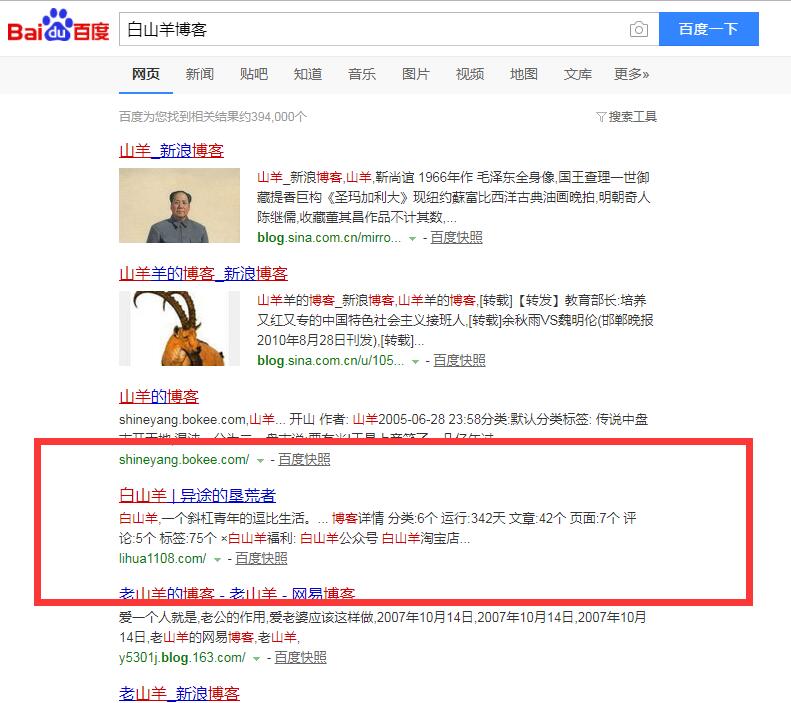 Baidu百度
白山羊博客
百度一下
网页 新闻 贴吧 知道 音乐 图片 视频 地图 文库 更多»
百度为您找到相关结果约394,000个
搜索工具
山羊_新浪博客
山羊_新浪博客,山羊,靳尚谊 1966年作 毛泽东全身像,国王查理一世御
藏提香巨构《圣玛加利大》现纽约蘇富比西洋古典油画晚拍,明朝奇人
陈继儒,收藏董其昌作品不计其数,...
blog.sina.com.cn/mirro... - 百度快照
山羊羊的博客_新浪博客
山羊羊的博客_新浪博客,山羊羊的博客,[转载]【转发】教育部长:培养
又红又专的中国特色社会主义接班人,[转载]余秋雨VS魏明伦(邯郸晚报
2010年8月28日刊发),[转载]...
blog.sina.com.cn/u/105... - 百度快照
山羊的博客
shineyang.bokee.com,山羊... 开山 作者: 山羊2005-06-28 23:58分类:默认分类标签: 传说中盘
shineyang.bokee.com/ - 百度快照
白山羊 | 异途的垦荒者
白山羊,一个斜杠青年的逗比生活。... 博客详情 分类:6个 运行:342天 文章:42个 页面:7个 评
论:5个 标签:75个 ×白山羊福利: 白山羊公众号 白山羊淘宝店...
lihua1108.com/ - 百度快照
老山羊的博客 - 老山羊 - 网易博客
爱一个人就是,老公的作用,爱老婆应该这样做,2007年10月14日,2007年10月14日,2007年10月
14日,老山羊的网易博客,老山羊,
y5301j.blog.163.com/ - 百度快照
老山羊_新浪博客